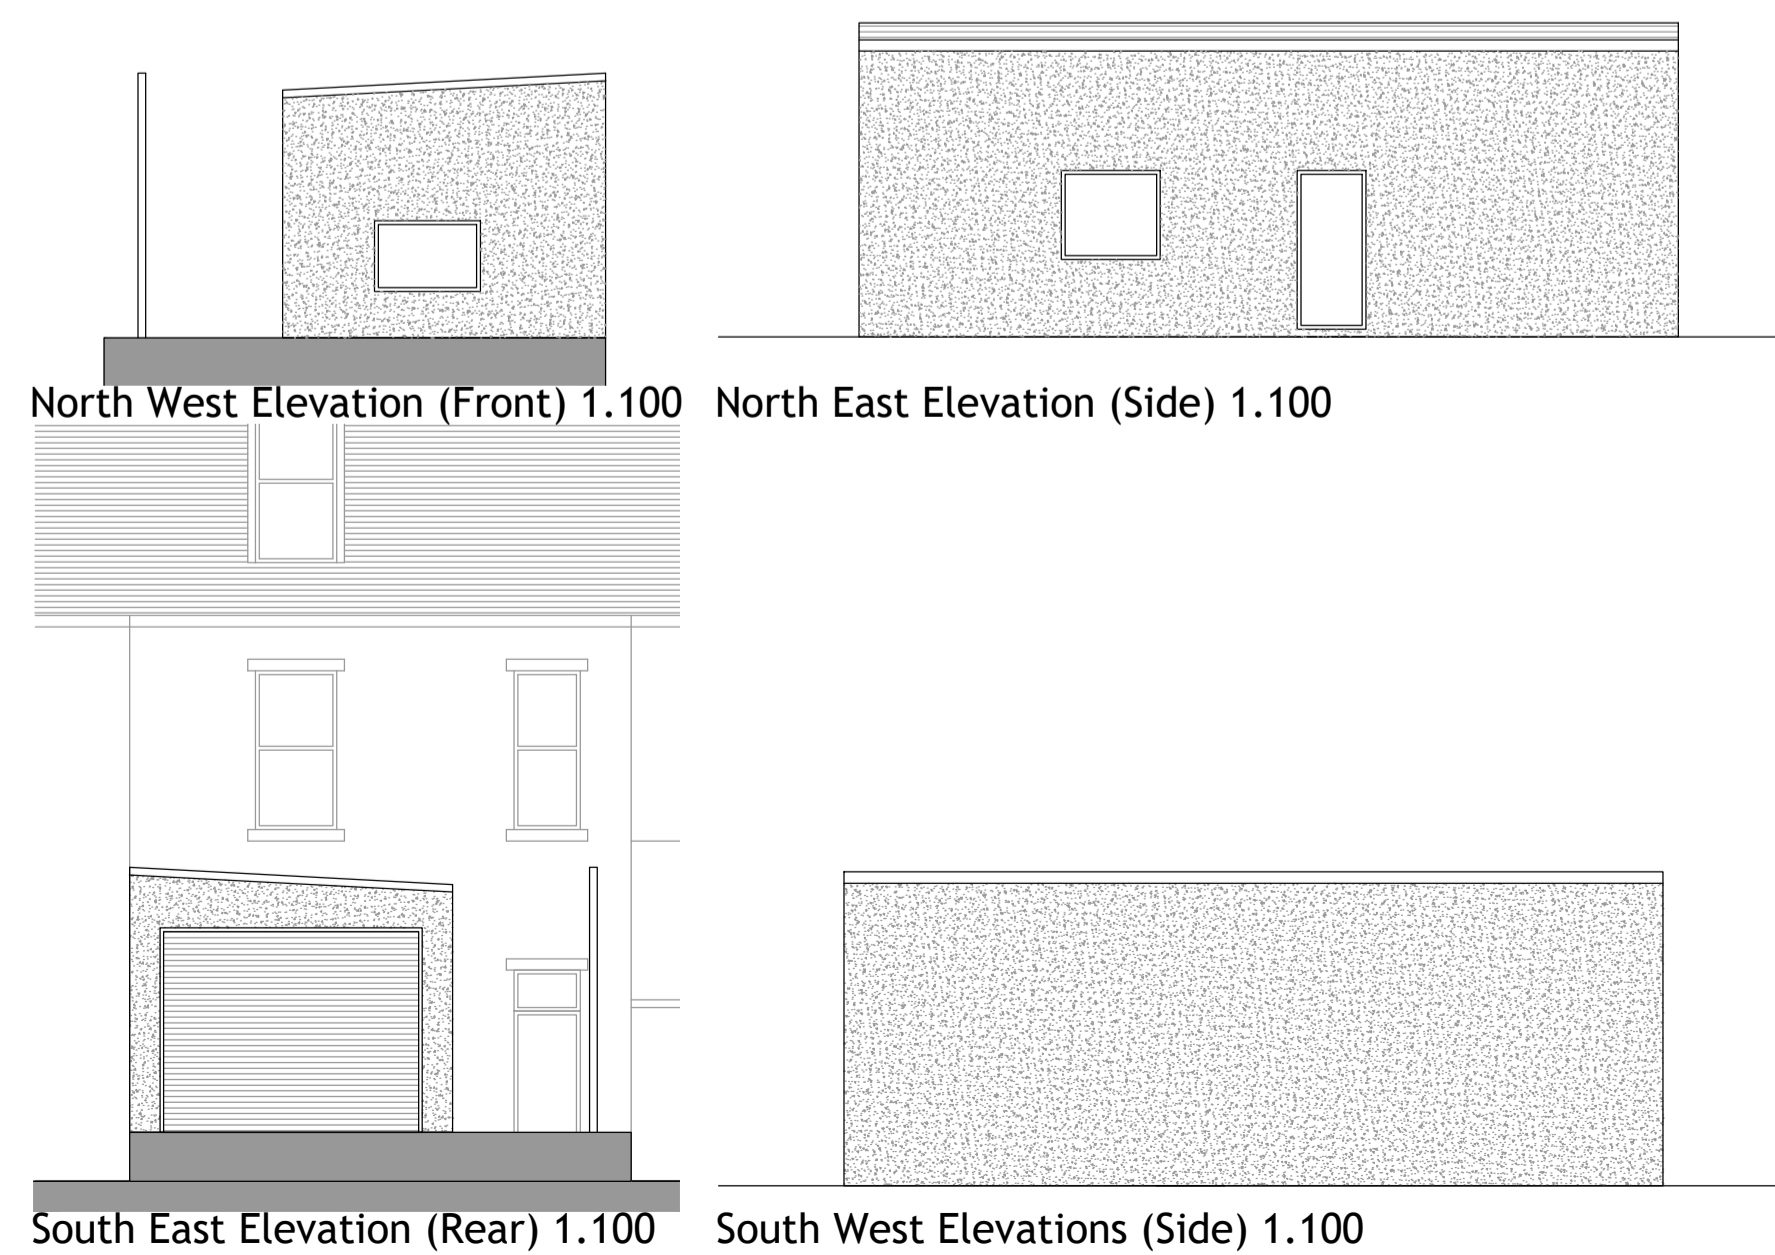 North West Elevation (Front) 1.100
North East Elevation (Side) 1.100
South East Elevation (Rear) 1.100
South West Elevations (Side) 1.100